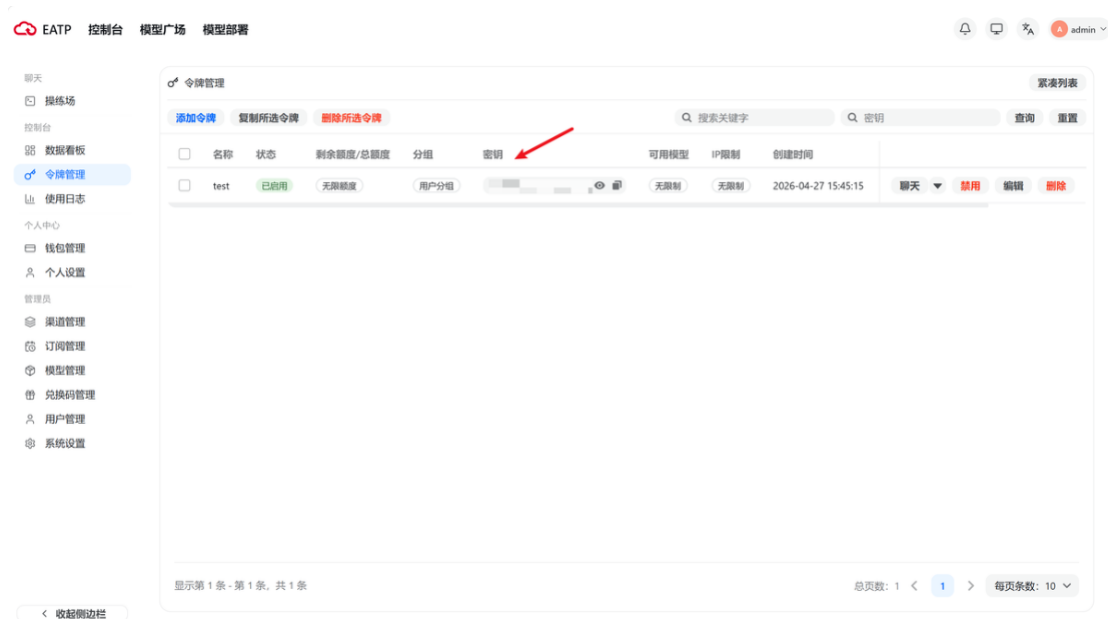 EATP 控制台 模型广场 模型部署 A admin
聊天
操练场
控制台
数据看板
令牌管理
使用日志
个人中心
钱包管理
个人设置
管理员
渠道管理
订阅管理
模型管理
兑换码管理
用户管理
系统设置
收起侧边栏
令牌管理 紧凑列表
添加令牌 复制所选令牌 删除所选令牌 搜索关键字 密钥 查询 重置
名称 状态 剩余额度/总额度 分组 密钥 可用模型 IP限制 创建时间
test 已启用 无限额度 用户分组 无限制 无限制 2026-04-27 15:45:15 聊天 禁用 编辑 删除
显示第 1 条 - 第 1 条，共 1 条 总页数：1 1 每页条数：10